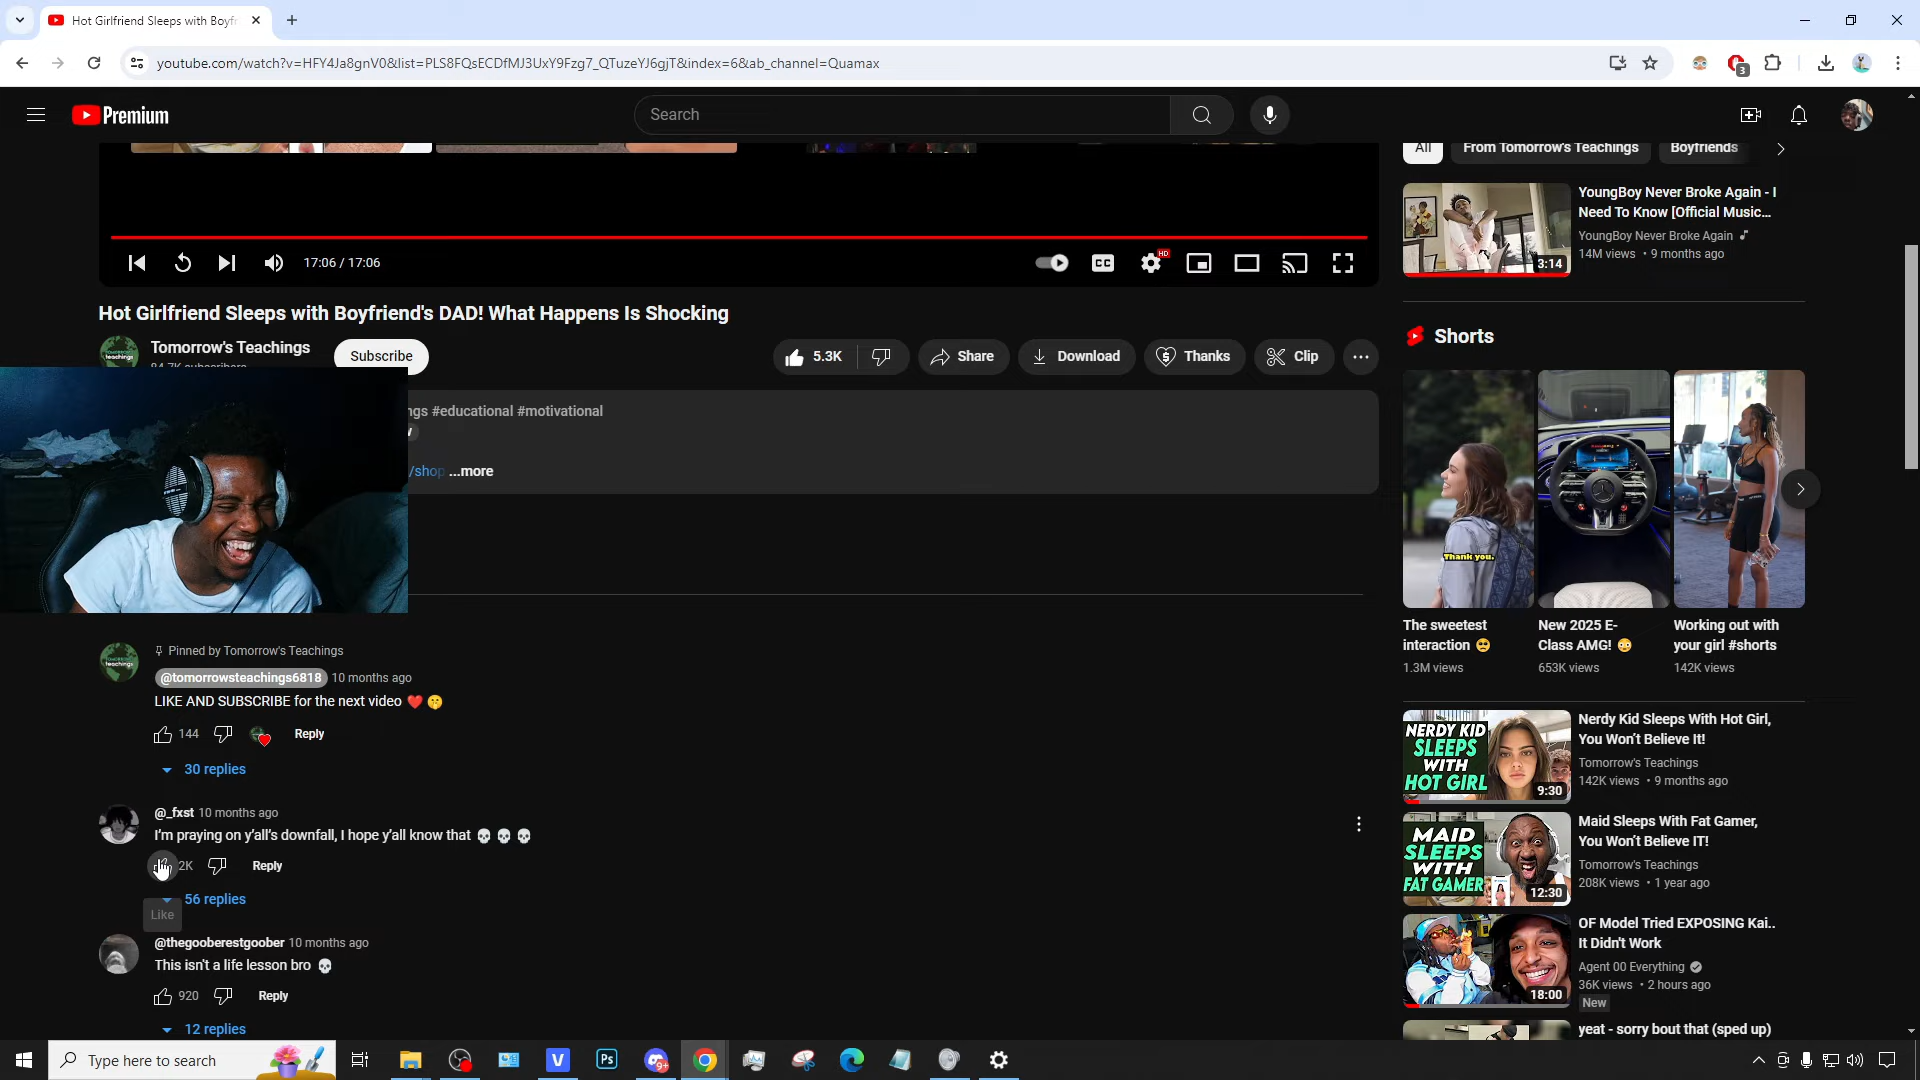 Hot Girlfriend Sleeps with Boyfr
youtube.com/watch?v=HFY4Ja8gnV0&list=PLS8FQsECDfMJ3UxY9Fzg7_QTuzeYJ6gjT&index=6&ab_channel=Quamax
3
Premium
Search
All
From Tomorrow's Teachings
Boyfriends
YoungBoy Never Broke Again - I
Need To Know [Official Music...
YoungBoy Never Broke Again
14M views • 9 months ago
3:14
17:06 / 17:06
CC
HD
Hot Girlfriend Sleeps with Boyfriend's DAD! What Happens Is Shocking
Tomorrow's Teachings
84.7K subscribers
Subscribe
5.3K
Share
Download
Thanks
Clip
ngs #educational #motivational
/shop ...more
Shorts
Thank you.
The sweetest
interaction 🥺
1.3M views
New 2025 E-
Class AMG! 😳
653K views
Working out with
your girl #shorts
142K views
Pinned by Tomorrow's Teachings
@tomorrowsteachings6818 10 months ago
LIKE AND SUBSCRIBE for the next video ❤️ 🤫
144
Reply
30 replies
@_fxst 10 months ago
I'm praying on y'all's downfall, I hope y'all know that 💀 💀 💀
2K
Reply
56 replies
Like
@thegooberestgoober 10 months ago
This isn't a life lesson bro 💀
920
Reply
12 replies
NERDY KID
SLEEPS
WITH
HOT GIRL
9:30
Nerdy Kid Sleeps With Hot Girl,
You Won't Believe It!
Tomorrow's Teachings
142K views • 9 months ago
MAID
SLEEPS
WITH
FAT GAMER
12:30
Maid Sleeps With Fat Gamer,
You Won't Believe IT!
Tomorrow's Teachings
208K views • 1 year ago
18:00
OF Model Tried EXPOSING Kai..
It Didn't Work
Agent 00 Everything
36K views • 2 hours ago
New
yeat - sorry bout that (sped up)
Type here to search
V
Ps
9+